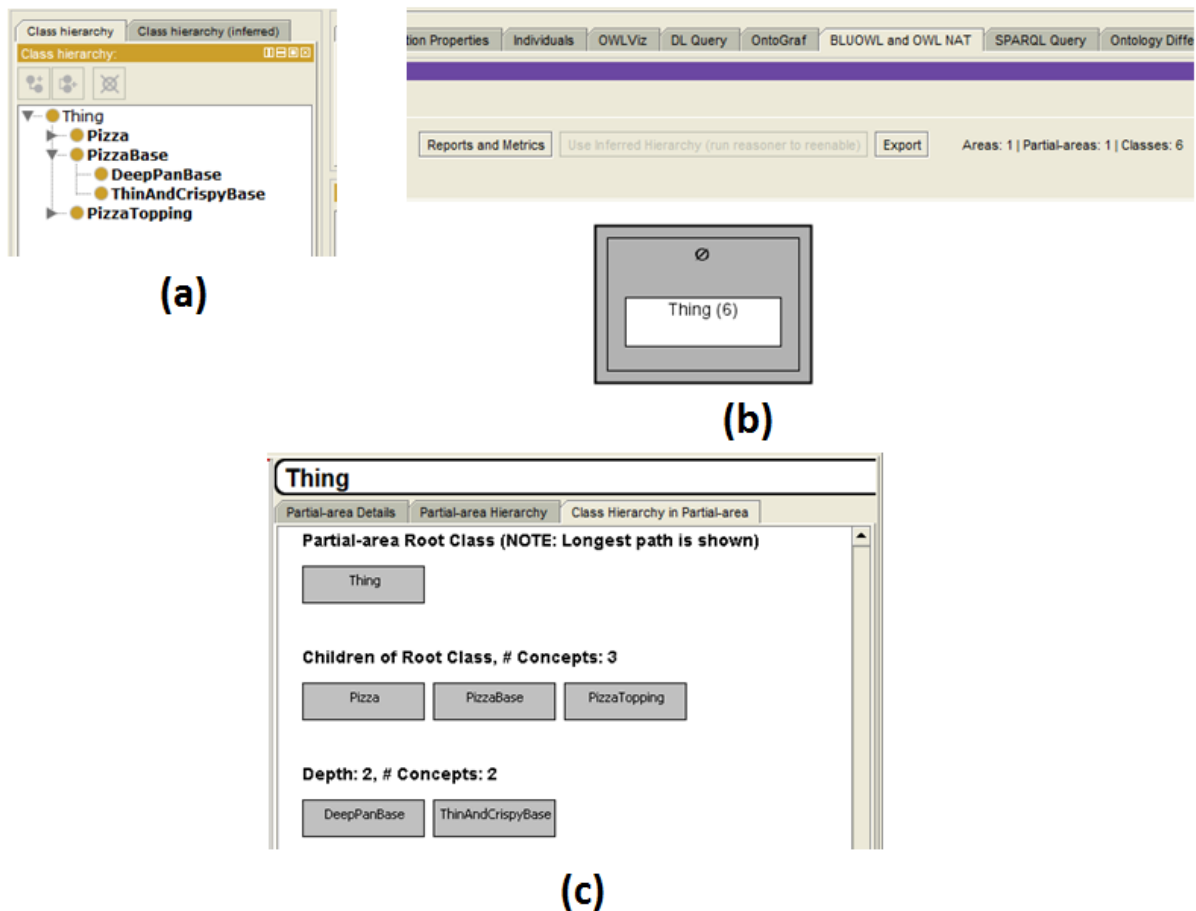 Class hierarchy Class hierarchy (inferred)
Class hierarchy:
Thing
Pizza
PizzaBase
DeepPanBase
ThinAndCrispyBase
PizzaTopping
(a)
tion Properties Individuals OWLViz DL Query OntoGraf BLUOWL and OWL NAT SPARQL Query Ontology Diffe
Reports and Metrics Use Inferred Hierarchy (run reasoner to reenable) Export Areas: 1 | Partial-areas: 1 | Classes: 6
∅
Thing (6)
(b)
Thing
Partial-area Details Partial-area Hierarchy Class Hierarchy in Partial-area
Partial-area Root Class (NOTE: Longest path is shown)
Thing
Children of Root Class, # Concepts: 3
Pizza PizzaBase PizzaTopping
Depth: 2, # Concepts: 2
DeepPanBase ThinAndCrispyBase
(c)